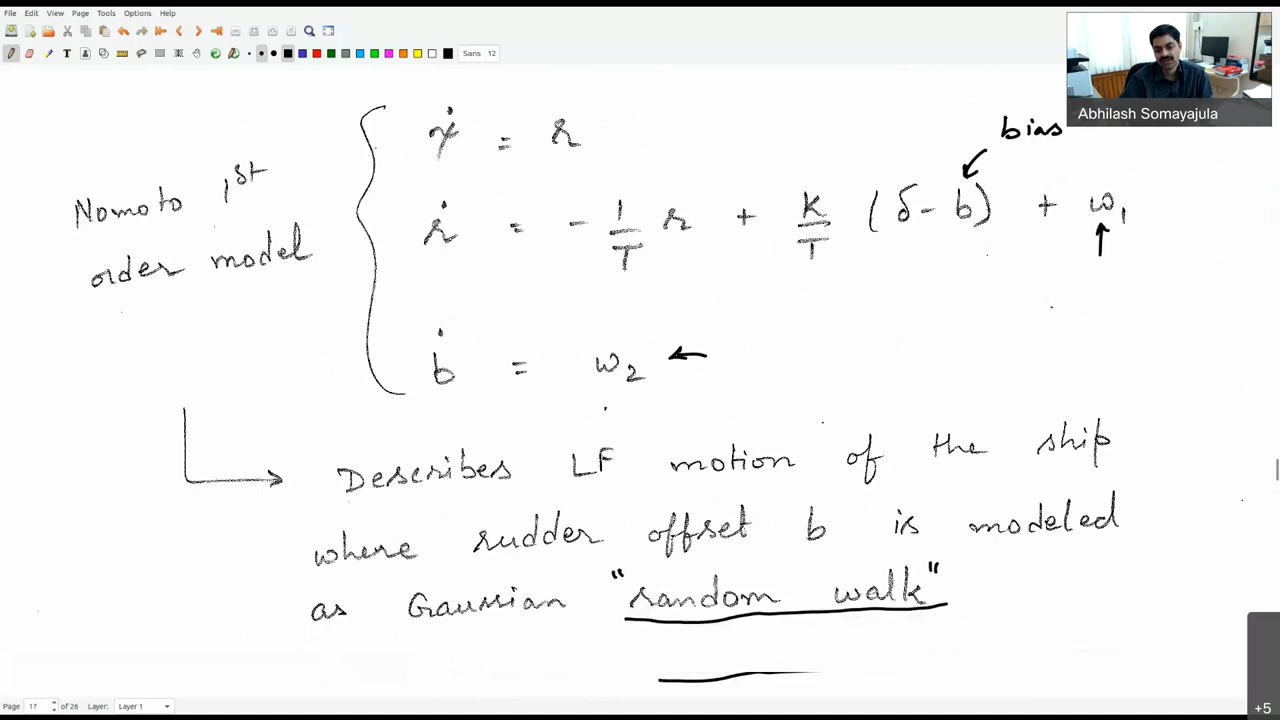 File Edit View Page Tools Options Help
Sans 12
Abhilash Somayajula
bias
Nomoto 1st order model
ψ̇ = r
ṙ = - 1/T r + K/T (δ - b) + w₁
ḃ = w₂
Describes LF motion of the ship
where rudder offset b is modeled
as Gaussian "random walk"
Page 17 of 26 Layer: Layer 1
+5